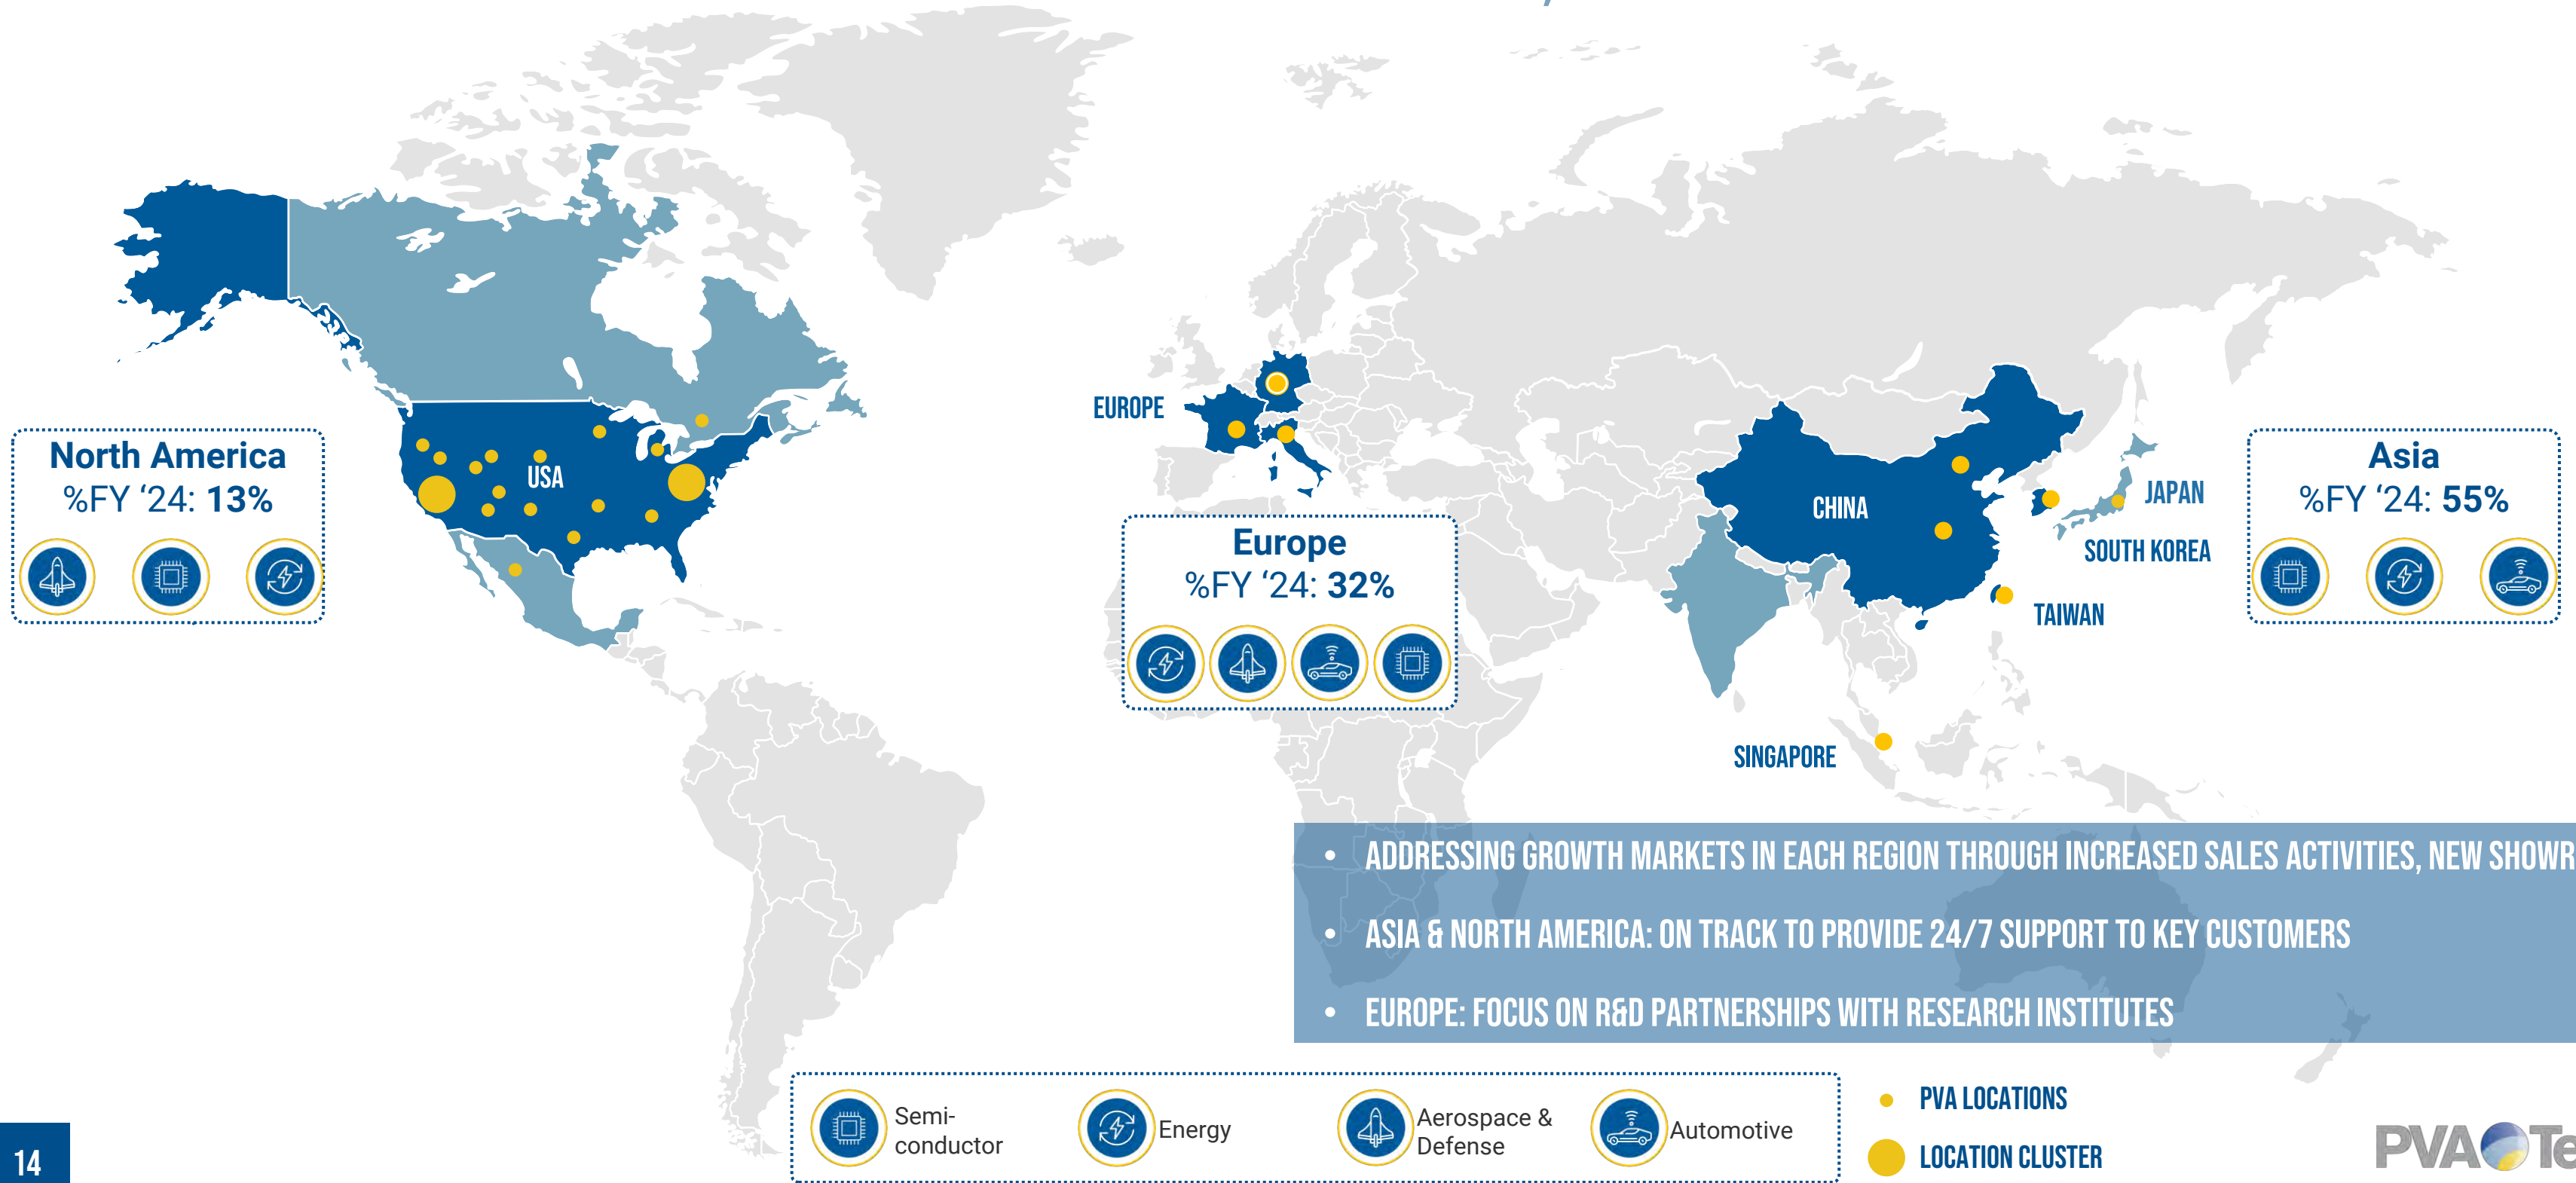 North America
%FY ‘24: 13%
USA
EUROPE
Europe
%FY ‘24: 32%
CHINA
JAPAN
SOUTH KOREA
TAIWAN
SINGAPORE
Asia
%FY ‘24: 55%
• ADDRESSING GROWTH MARKETS IN EACH REGION THROUGH INCREASED SALES ACTIVITIES, NEW SHOWR
• ASIA & NORTH AMERICA: ON TRACK TO PROVIDE 24/7 SUPPORT TO KEY CUSTOMERS
• EUROPE: FOCUS ON R&D PARTNERSHIPS WITH RESEARCH INSTITUTES
Semi-
conductor
Energy
Aerospace &
Defense
Automotive
PVA LOCATIONS
LOCATION CLUSTER
14
PVA Te